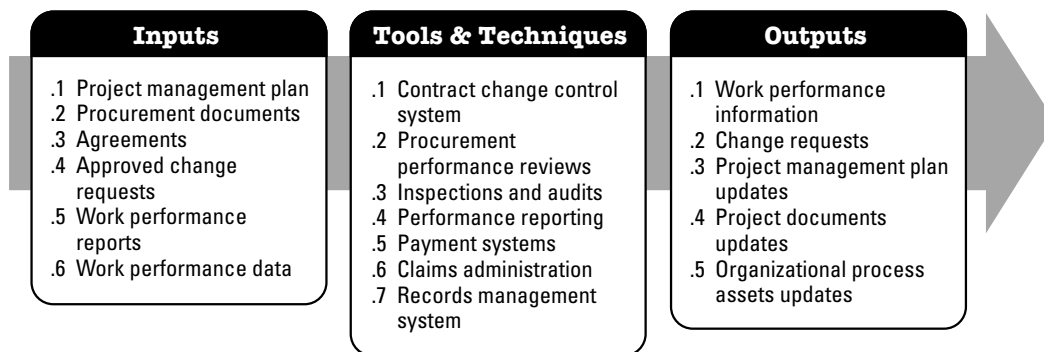 Inputs
.1 Project management plan
.2 Procurement documents
.3 Agreements
.4 Approved change
requests
.5 Work performance
reports
.6 Work performance data
Tools & Techniques
.1 Contract change control
system
.2 Procurement
performance reviews
.3 Inspections and audits
.4 Performance reporting
.5 Payment systems
.6 Claims administration
.7 Records management
system
Outputs
.1 Work performance
information
.2 Change requests
.3 Project management plan
updates
.4 Project documents
updates
.5 Organizational process
assets updates